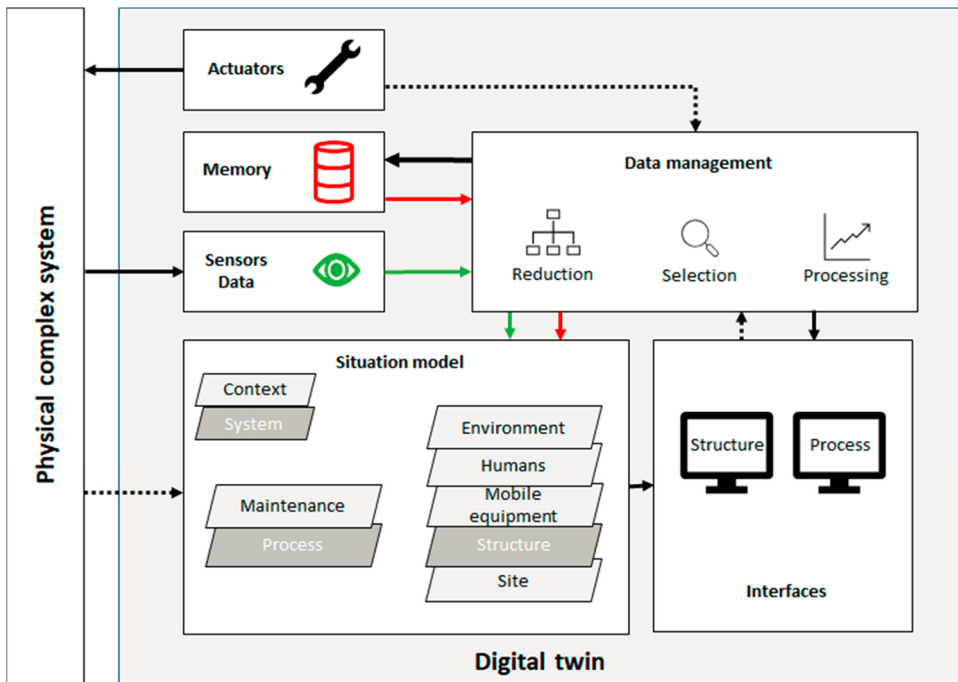 Physical complex system
Actuators
Memory
Sensors
Data
Data management
Reduction
Selection
Processing
Situation model
Context
System
Maintenance
Process
Environment
Humans
Mobile
equipment
Structure
Site
Structure
Process
Interfaces
Digital twin